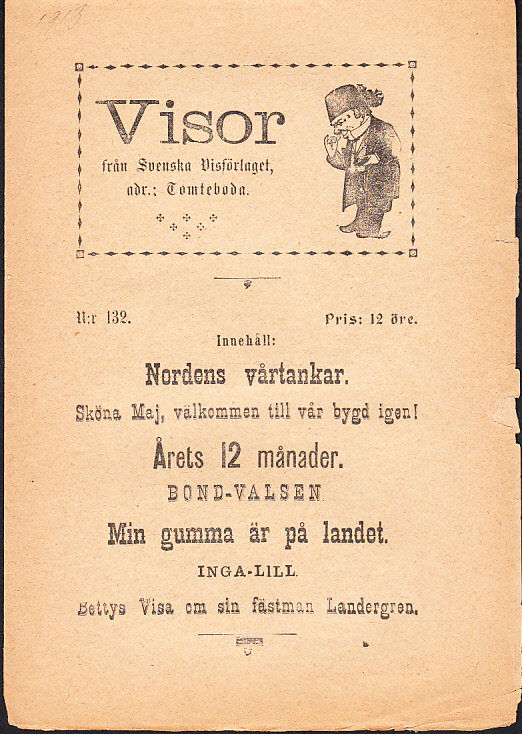 1913
Visor
från Svenska Visförlaget,
adr.: Tomteboda.
N:r 132.
Pris: 12 öre.
Innehåll:
Nordens vårtankar.
Sköna Maj, välkommen till vår bygd igen!
Årets 12 månader.
BOND-VALSEN.
Min gumma är på landet.
INGA-LILL.
Bettys Visa om sin fästman Landergren.